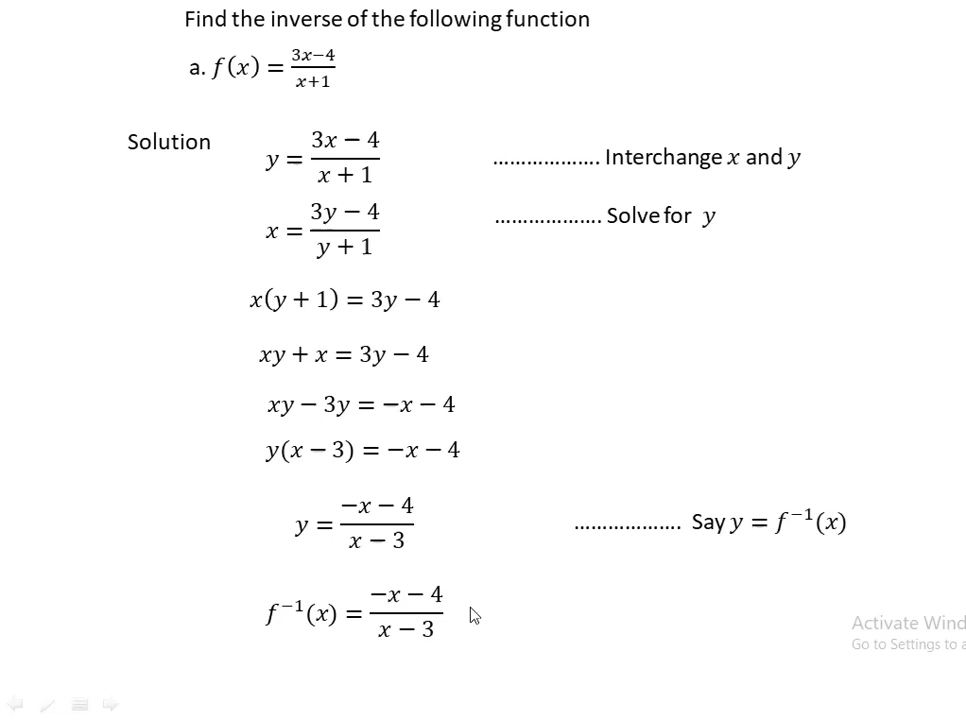 Find the inverse of the following function
a. f(x) = (3x−4)/(x+1)
Solution
y = (3x − 4)/(x + 1) ................... Interchange x and y
x = (3y − 4)/(y + 1) ................... Solve for y
x(y + 1) = 3y − 4
xy + x = 3y − 4
xy − 3y = −x − 4
y(x − 3) = −x − 4
y = (−x − 4)/(x − 3) ................... Say y = f⁻¹(x)
f⁻¹(x) = (−x − 4)/(x − 3)
Activate Wind
Go to Settings to a